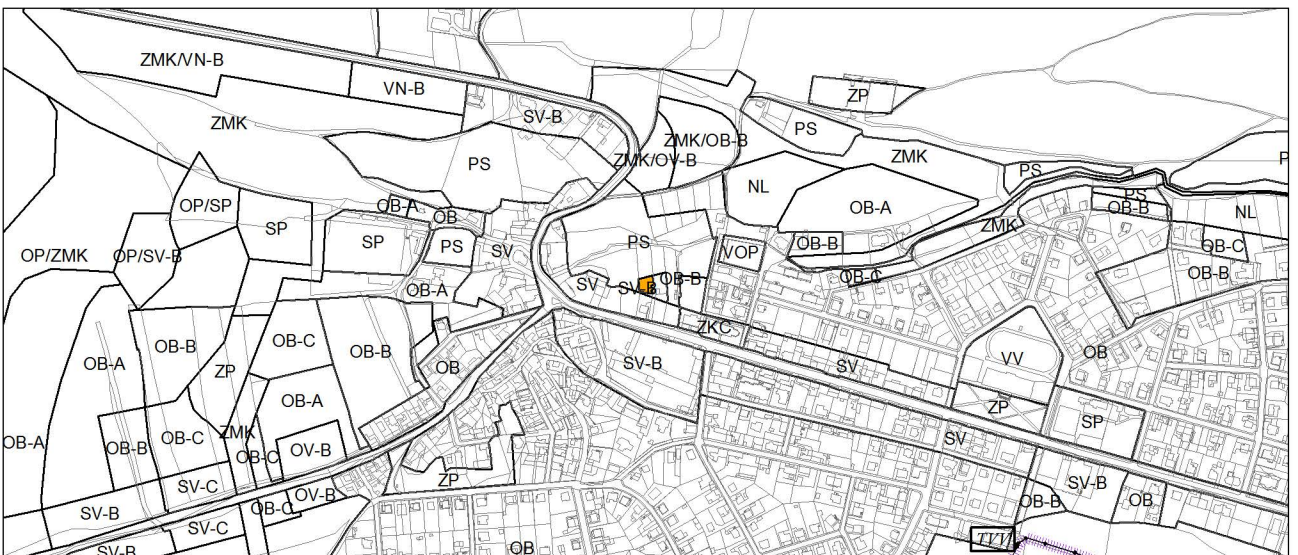 ZMK/VN-B
VN-B
ŽP
ZMK
SV-B
PS
ZMK/OB-B
ZMK/OV-B
ZMK
PS
PS
NL
OB-A
PS
OB-B
NL
OP/SP
SP
OB-A
OB
SP
PS
SV
PS
VOP
OB-B
ZMK
OB-C
OB-B
OP/ZMK
OP/SV-B
OB-A
SV
SV-B
OB-B
OB-C
OB-A
OB-B
ZP
OB-C
OB-B
OB
SV-B
ZKC
SV
VV
OB
OB-A
ZP
SP
OB-A
OB-B
OB-C
ZMK
OB-C
OV-B
SV
SV-C
ZP
SV-B
OB-C
OV-B
OB-B
SV-B
OB
SV-B
SV-C
OB
TVV